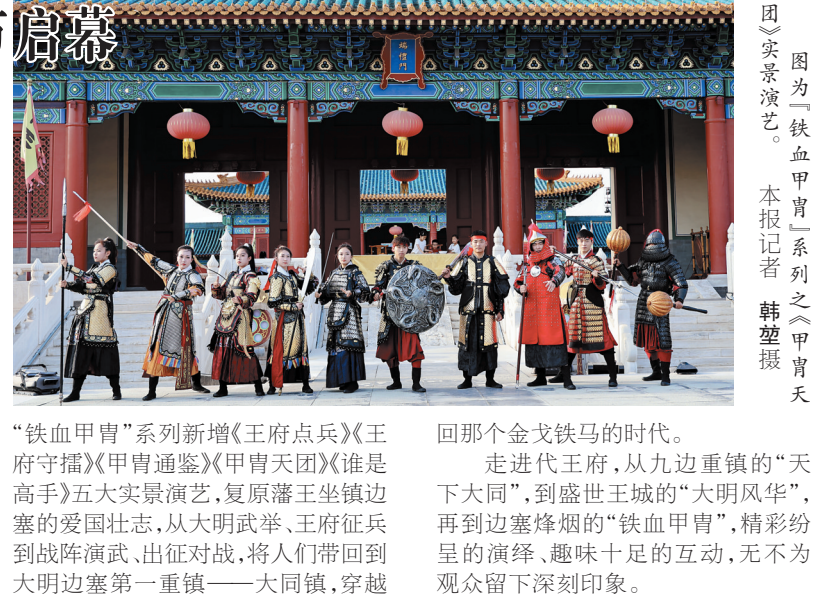 启幕
端礼门
图为『铁血甲胄』系列之《甲胄天
团》实景演艺。 本报记者 韩堃摄
“铁血甲胄”系列新增《王府点兵》《王
府守擂》《甲胄通鉴》《甲胄天团》《谁是
高手》五大实景演艺,复原藩王坐镇边
塞的爱国壮志,从大明武举、王府征兵
到战阵演武、出征对战,将人们带回到
大明边塞第一重镇——大同镇,穿越
回那个金戈铁马的时代。
走进代王府,从九边重镇的“天
下大同”,到盛世王城的“大明风华”,
再到边塞烽烟的“铁血甲胄”,精彩纷
呈的演绎、趣味十足的互动,无不为
观众留下深刻印象。